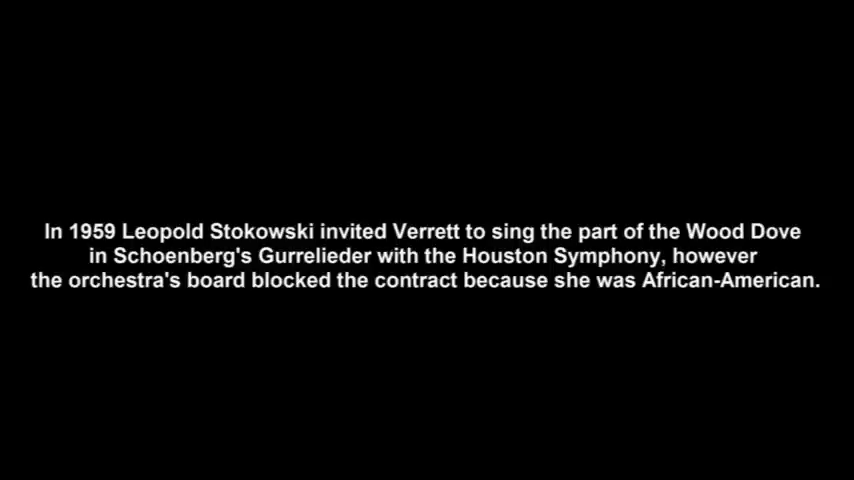 In 1959 Leopold Stokowski invited Verrett to sing the part of the Wood Dove
in Schoenberg's Gurrelieder with the Houston Symphony, however
the orchestra's board blocked the contract because she was African-American.